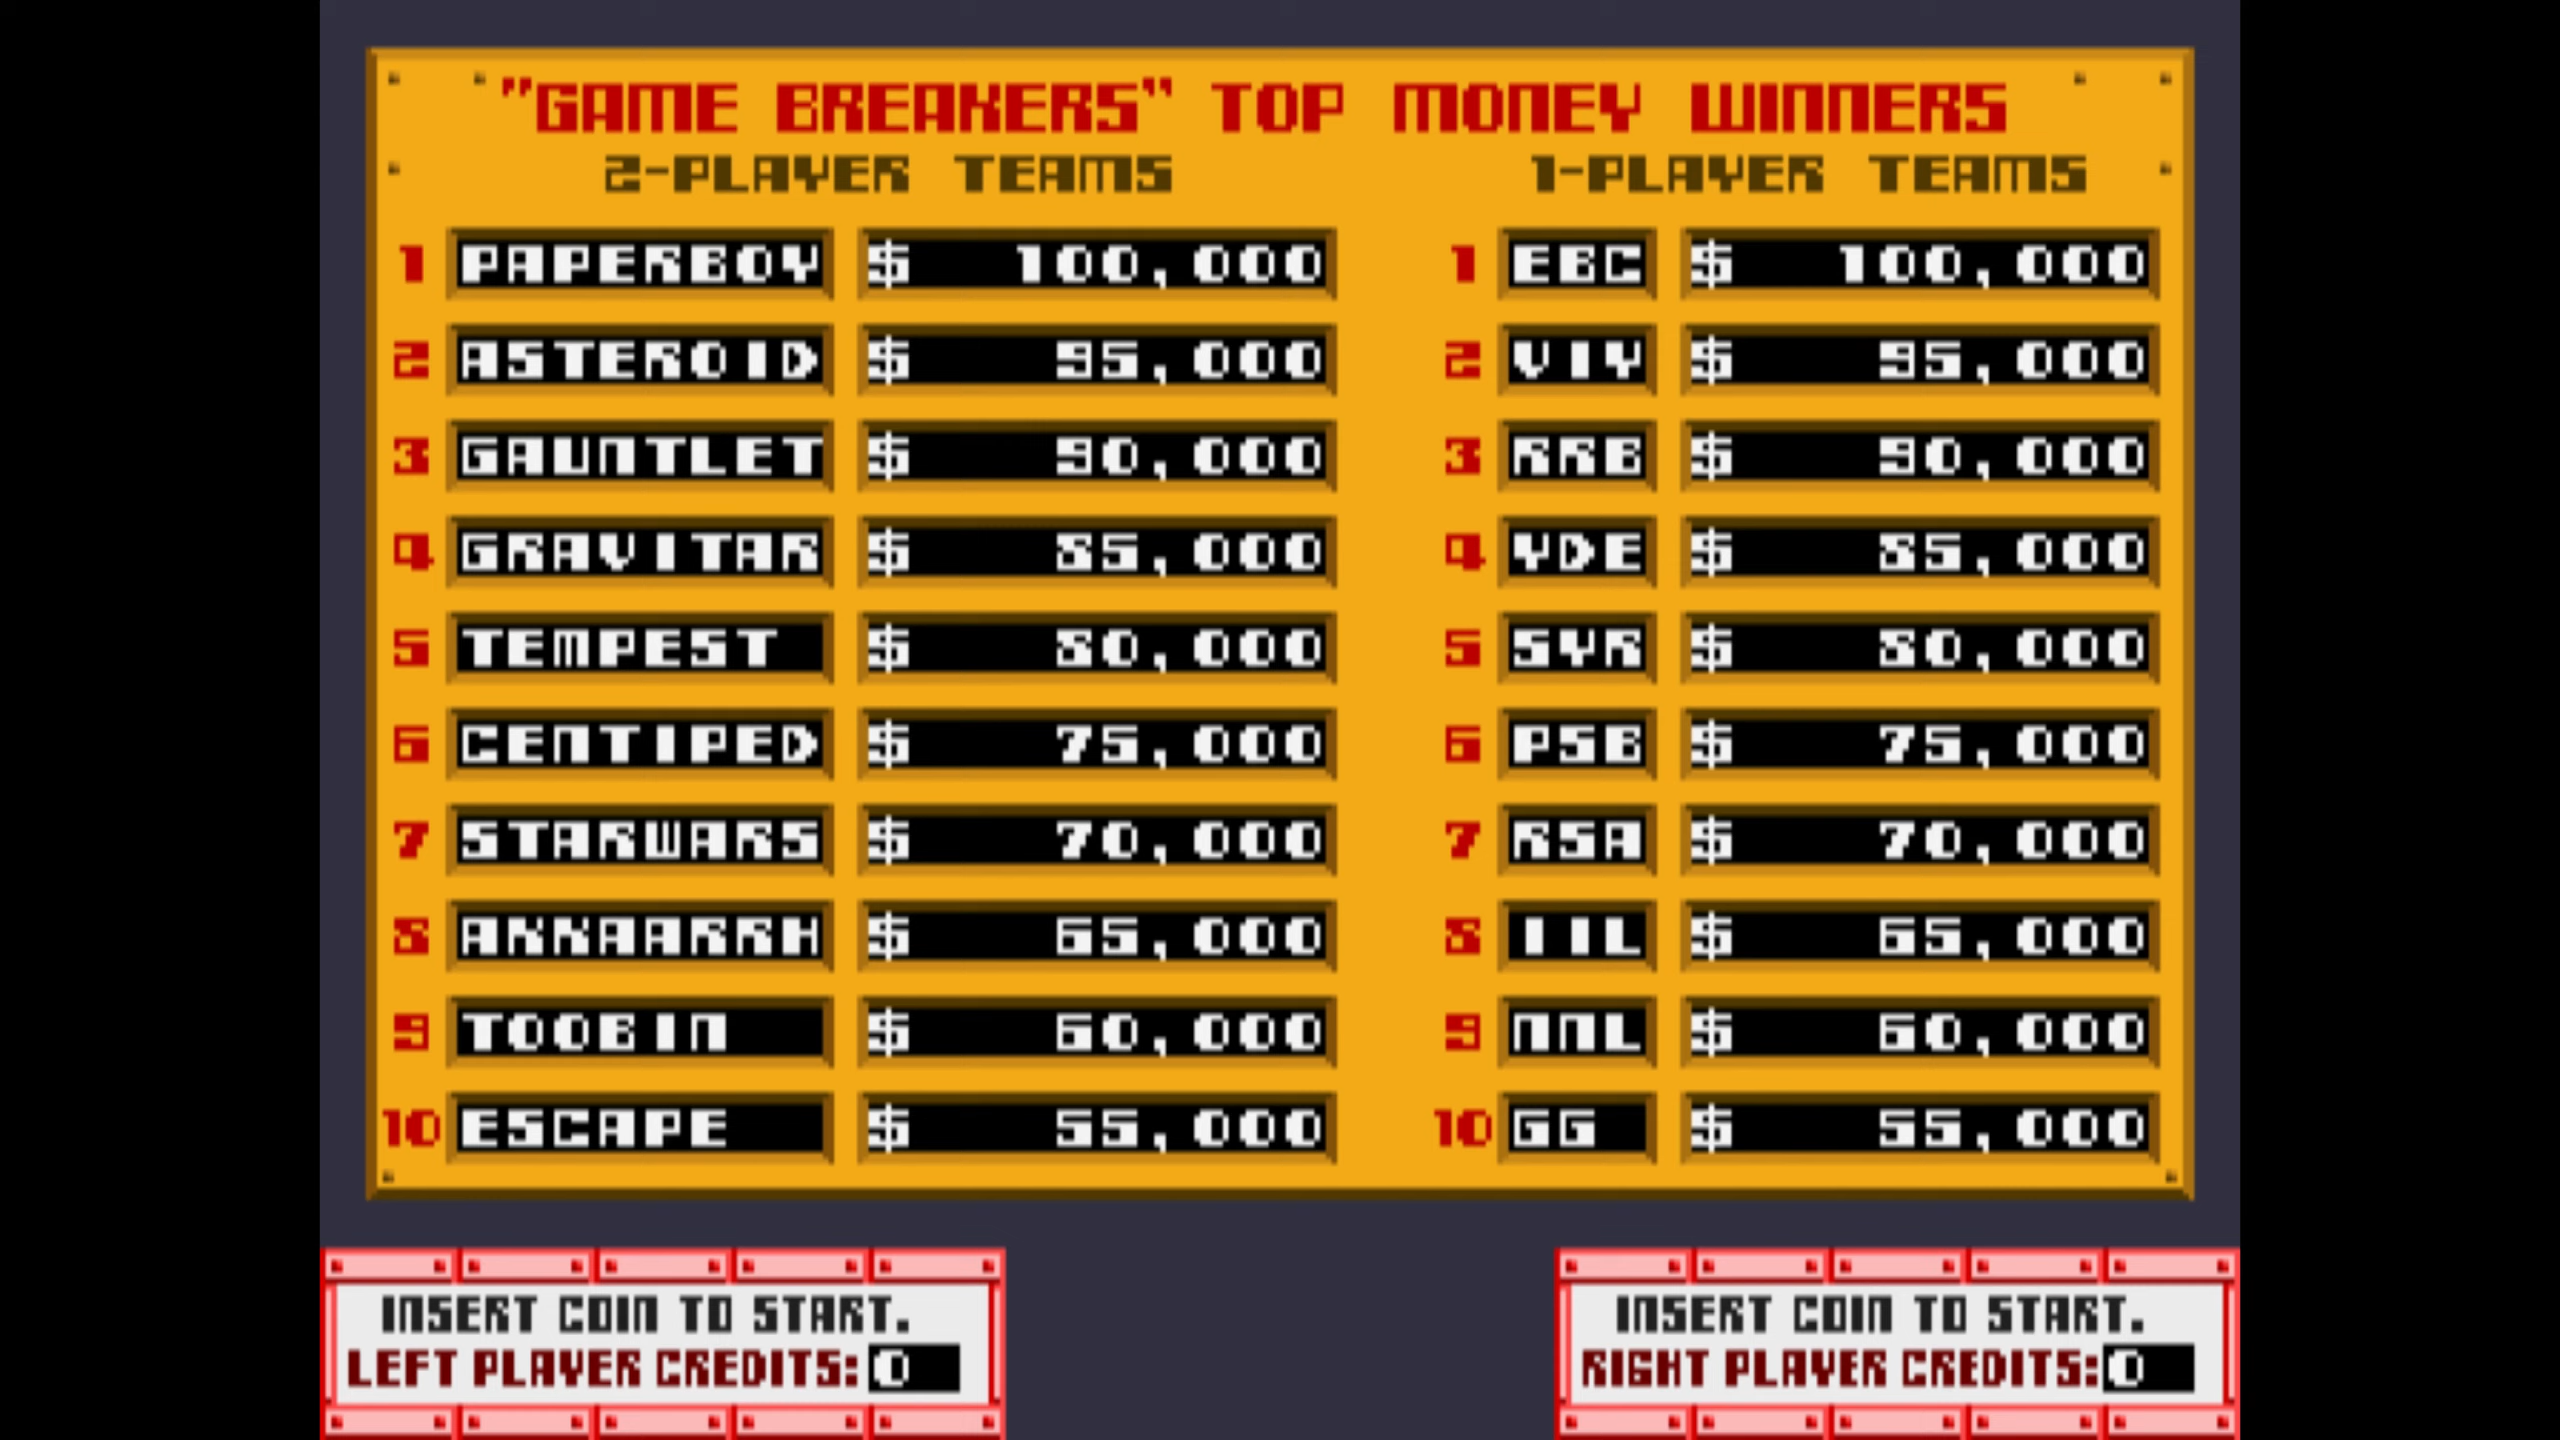 "GAME BREAKERS" TOP MONEY WINNERS
2-PLAYER TEAMS 1-PLAYER TEAMS
1 PAPERBOY $ 100,000 1 EBC $ 100,000
2 ASTEROID $ 95,000 2 VIV $ 95,000
3 GAUNTLET $ 90,000 3 RRB $ 90,000
4 GRAVITAR $ 85,000 4 YDE $ 85,000
5 TEMPEST $ 80,000 5 SYR $ 80,000
6 CENTIPED $ 75,000 6 PSB $ 75,000
7 STARWARS $ 70,000 7 RSA $ 70,000
8 AKKAARRH $ 65,000 8 IIL $ 65,000
9 TOOBIN $ 60,000 9 NNL $ 60,000
10 ESCAPE $ 55,000 10 GG $ 55,000
INSERT COIN TO START. INSERT COIN TO START.
LEFT PLAYER CREDITS: 0 RIGHT PLAYER CREDITS: 0